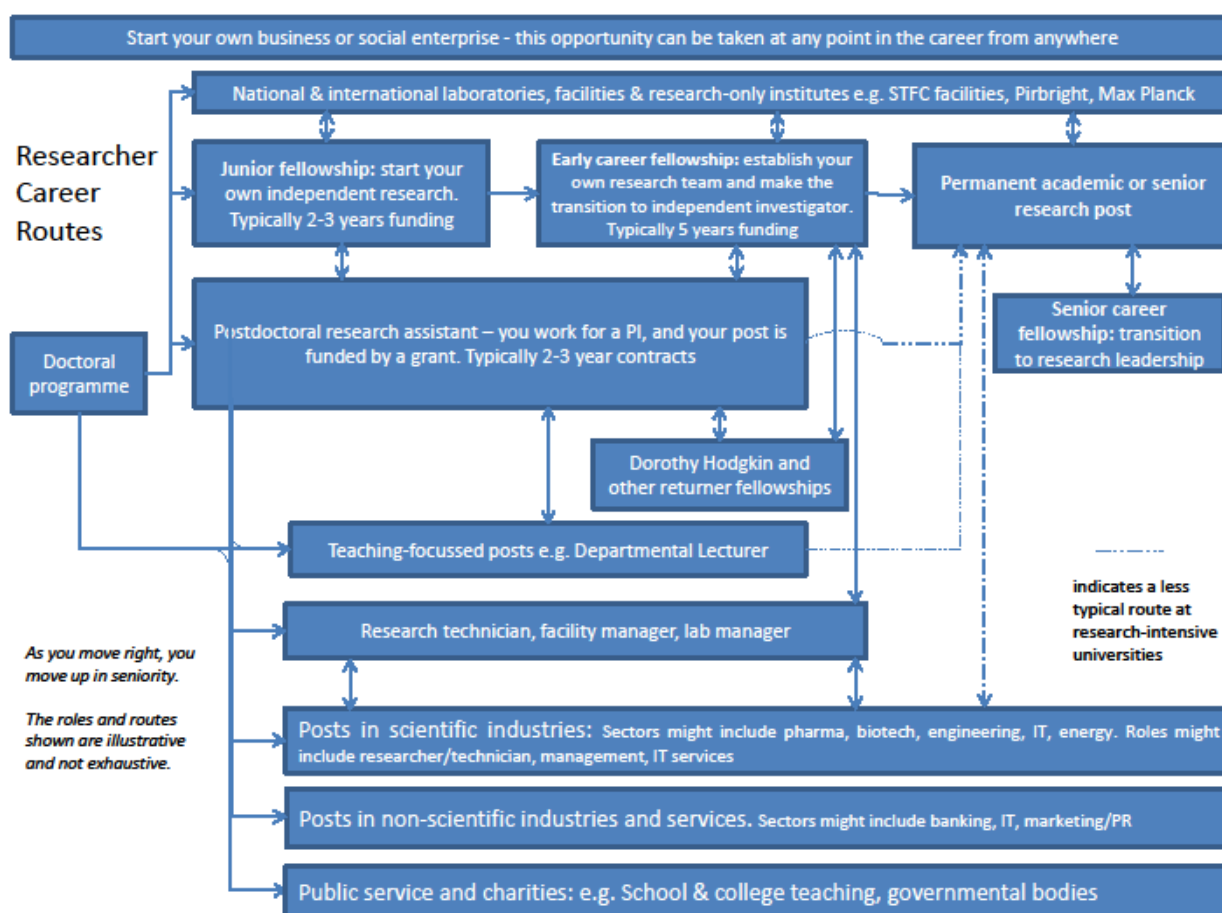 Start your own business or social enterprise - this opportunity can be taken at any point in the career from anywhere
National & international laboratories, facilities & research-only institutes e.g. STFC facilities, Pirbright, Max Planck
Researcher
Career
Routes
Junior fellowship: start your
own independent research.
Typically 2-3 years funding
Early career fellowship: establish your
own research team and make the
transition to independent investigator.
Typically 5 years funding
Permanent academic or senior
research post
Senior career
fellowship: transition
to research leadership
Postdoctoral research assistant – you work for a PI, and your post is
funded by a grant. Typically 2-3 year contracts
Doctoral
programme
Dorothy Hodgkin and
other returner fellowships
Teaching-focussed posts e.g. Departmental Lecturer
indicates a less
typical route at
research-intensive
universities
Research technician, facility manager, lab manager
As you move right, you
move up in seniority.
The roles and routes
shown are illustrative
and not exhaustive.
Posts in scientific industries: Sectors might include pharma, biotech, engineering, IT, energy. Roles might
include researcher/technician, management, IT services
Posts in non-scientific industries and services. Sectors might include banking, IT, marketing/PR
Public service and charities: e.g. School & college teaching, governmental bodies